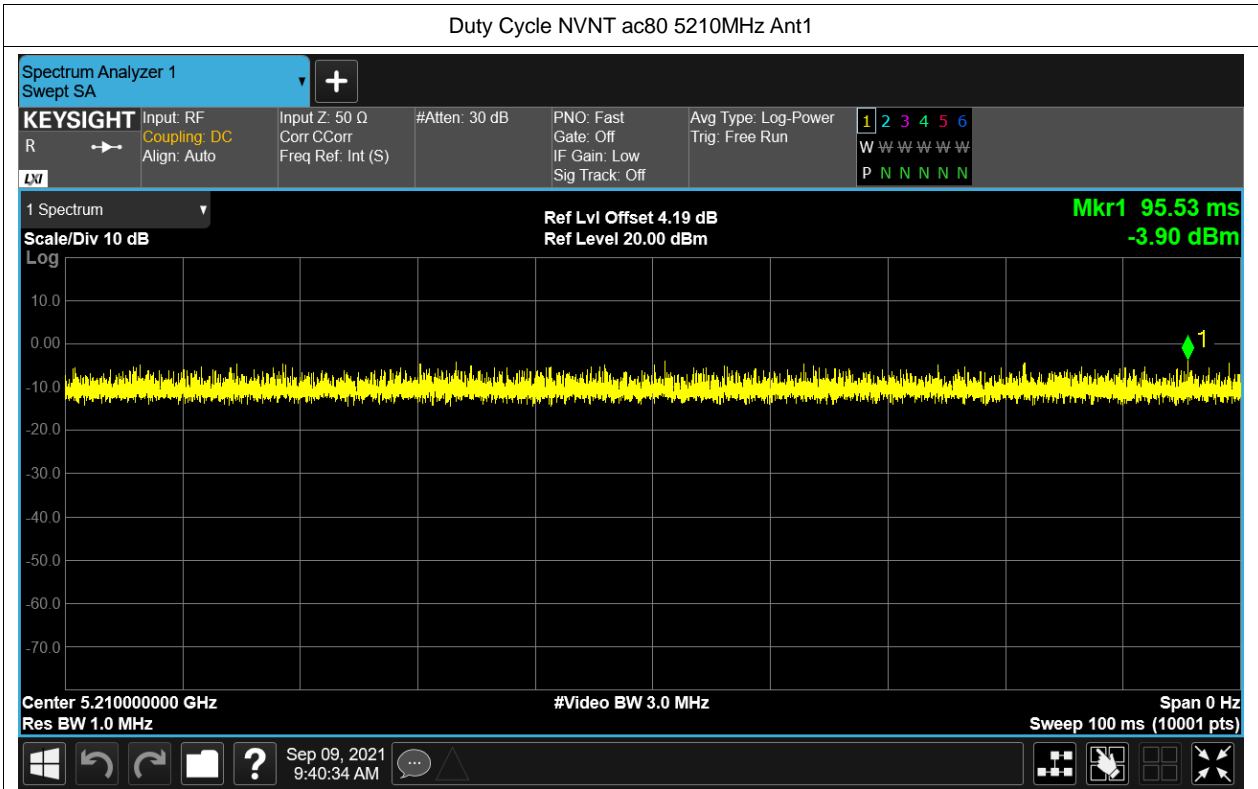 Duty Cycle NVNT ac80 5210MHz Ant1
Spectrum Analyzer 1
Swept SA
KEYSIGHT
R
LXI
Input: RF
Coupling: DC
Align: Auto
Input Z: 50 Ω
Corr CCorr
Freq Ref: Int (S)
#Atten: 30 dB
PNO: Fast
Gate: Off
IF Gain: Low
Sig Track: Off
Avg Type: Log-Power
Trig: Free Run
1 2 3 4 5 6
W W W W W W
P N N N N N
1 Spectrum
Scale/Div 10 dB
Ref Lvl Offset 4.19 dB
Ref Level 20.00 dBm
Mkr1 95.53 ms
-3.90 dBm
Log
10.0
0.00
-10.0
-20.0
-30.0
-40.0
-50.0
-60.0
-70.0
1
Center 5.210000000 GHz
Res BW 1.0 MHz
#Video BW 3.0 MHz
Span 0 Hz
Sweep 100 ms (10001 pts)
?
Sep 09, 2021
9:40:34 AM